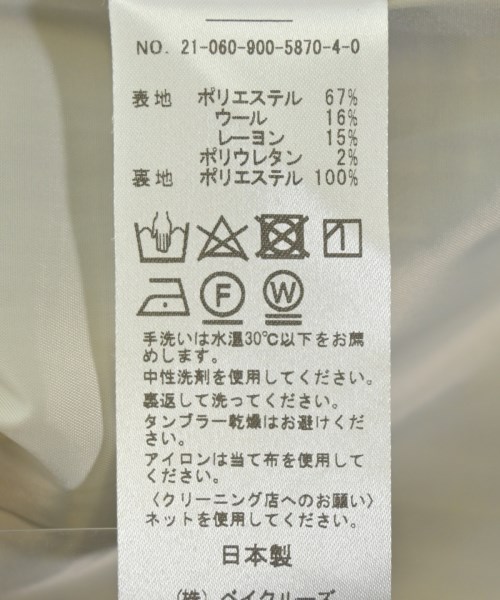 NO. 21-060-900-5870-4-0
表地 ポリエステル 67%
ウール 16%
レーヨン 15%
ポリウレタン 2%
裏地 ポリエステル 100%
F
W
手洗いは水温30℃以下をお薦
めします。
中性洗剤を使用してください。
裏返して洗ってください。
タンブラー乾燥はお避けくだ
さい。
アイロンは当て布を使用して
ください。
〈クリーニング店へのお願い〉
ネットを使用してください。
日本製
(株) ベイクルーズ